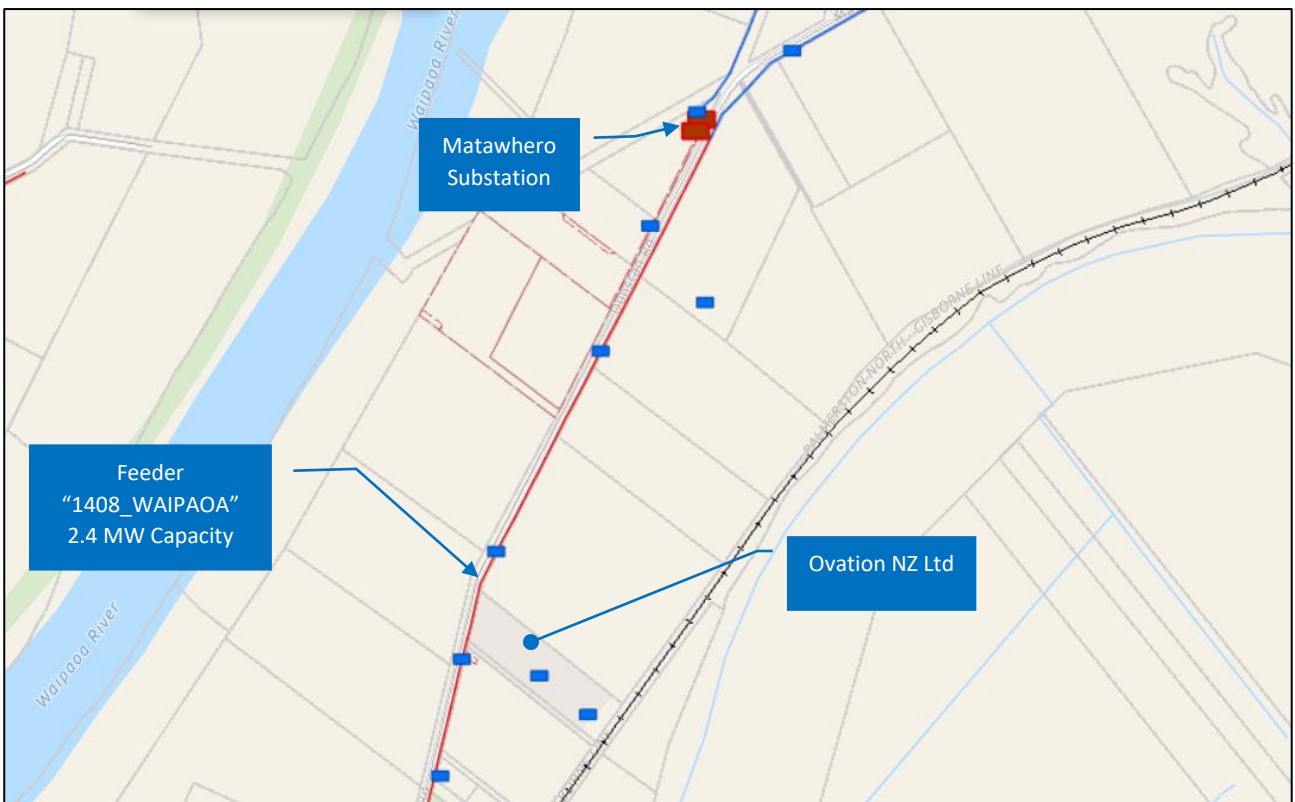 Waipaoa River
Matawhero
Substation
PALMERSTON NORTH - GISBORNE LINE
Feeder
“1408_WAIPAOA”
2.4 MW Capacity
Ovation NZ Ltd
Waipaoa River